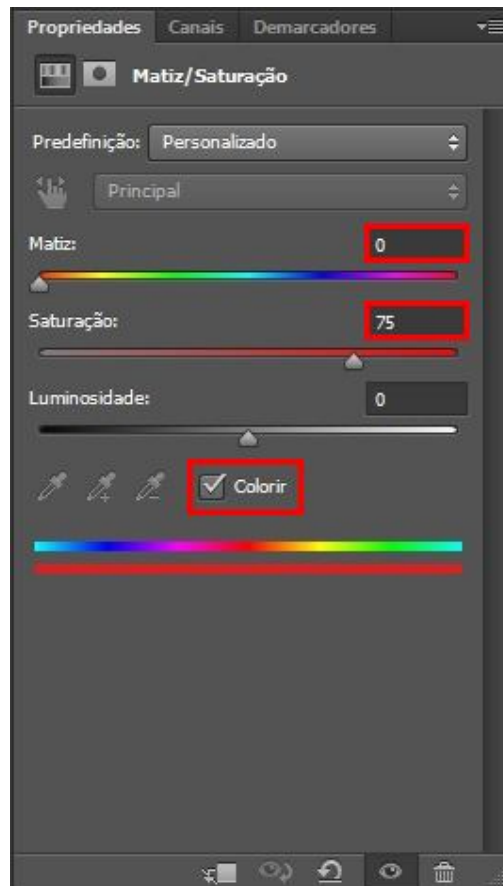 Propriedades Canais Demarcadores
Matiz/Saturação
Predefinição: Personalizado
Principal
Matiz: 0
Saturação: 75
Luminosidade: 0
Colorir